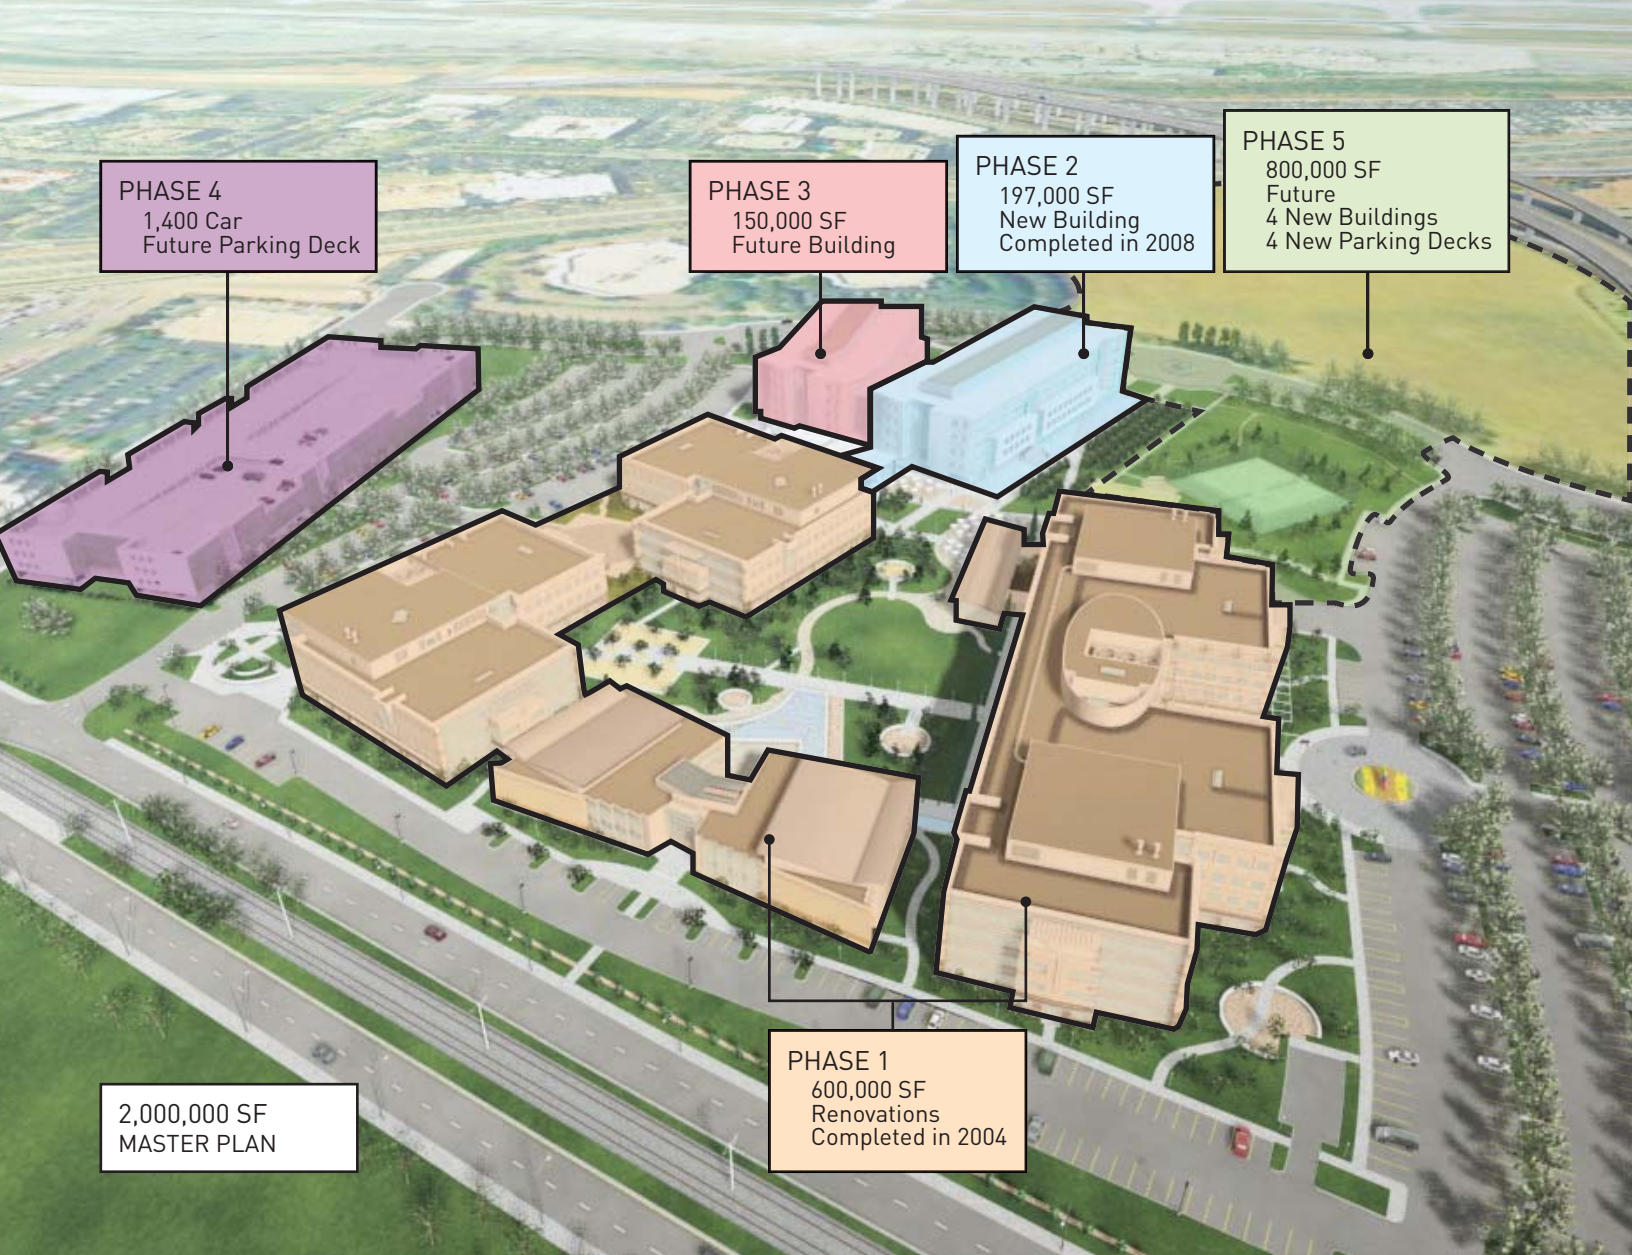 PHASE 4
1,400 Car
Future Parking Deck
PHASE 3
150,000 SF
Future Building
PHASE 2
197,000 SF
New Building
Completed in 2008
PHASE 5
800,000 SF
Future
4 New Buildings
4 New Parking Decks
PHASE 1
600,000 SF
Renovations
Completed in 2004
2,000,000 SF
MASTER PLAN